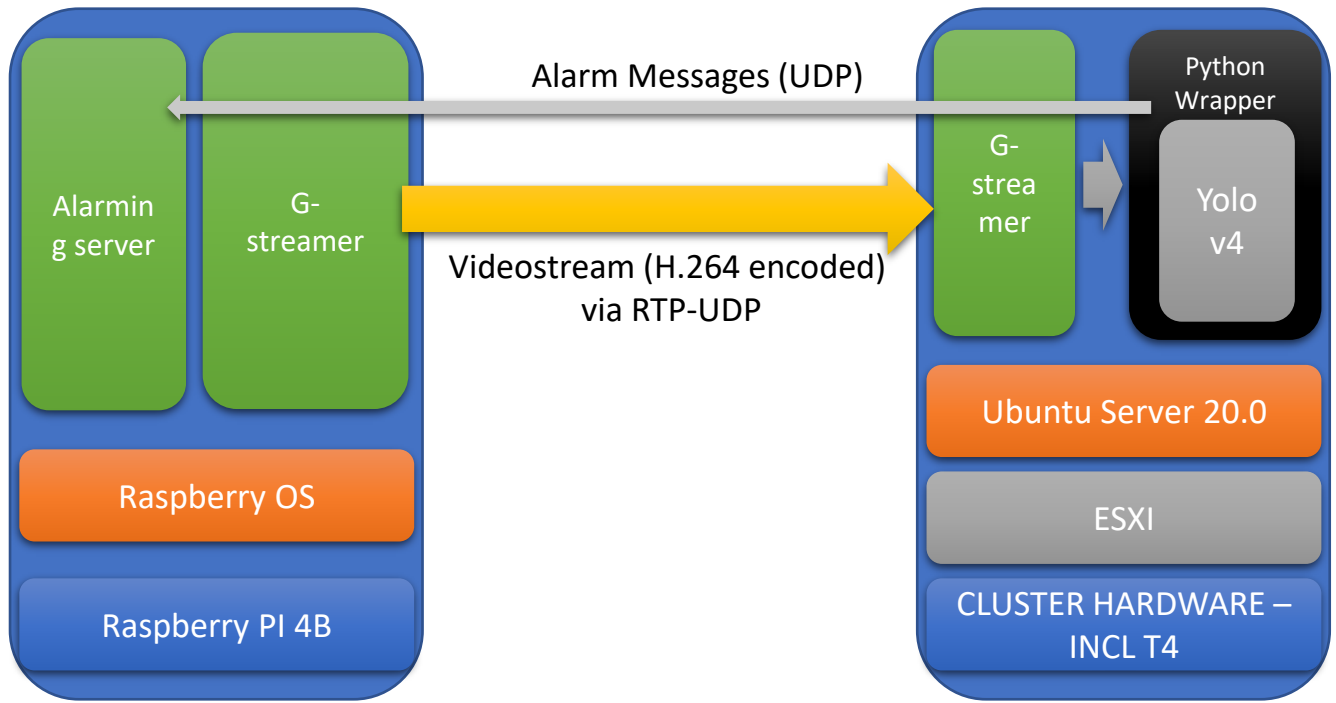 Alarm Messages (UDP)
Alarmin
g server
G-
streamer
Videostream (H.264 encoded)
via RTP-UDP
G-
strea
mer
Python
Wrapper
Yolo
v4
Raspberry OS
Raspberry PI 4B
Ubuntu Server 20.0
ESXI
CLUSTER HARDWARE –
INCL T4